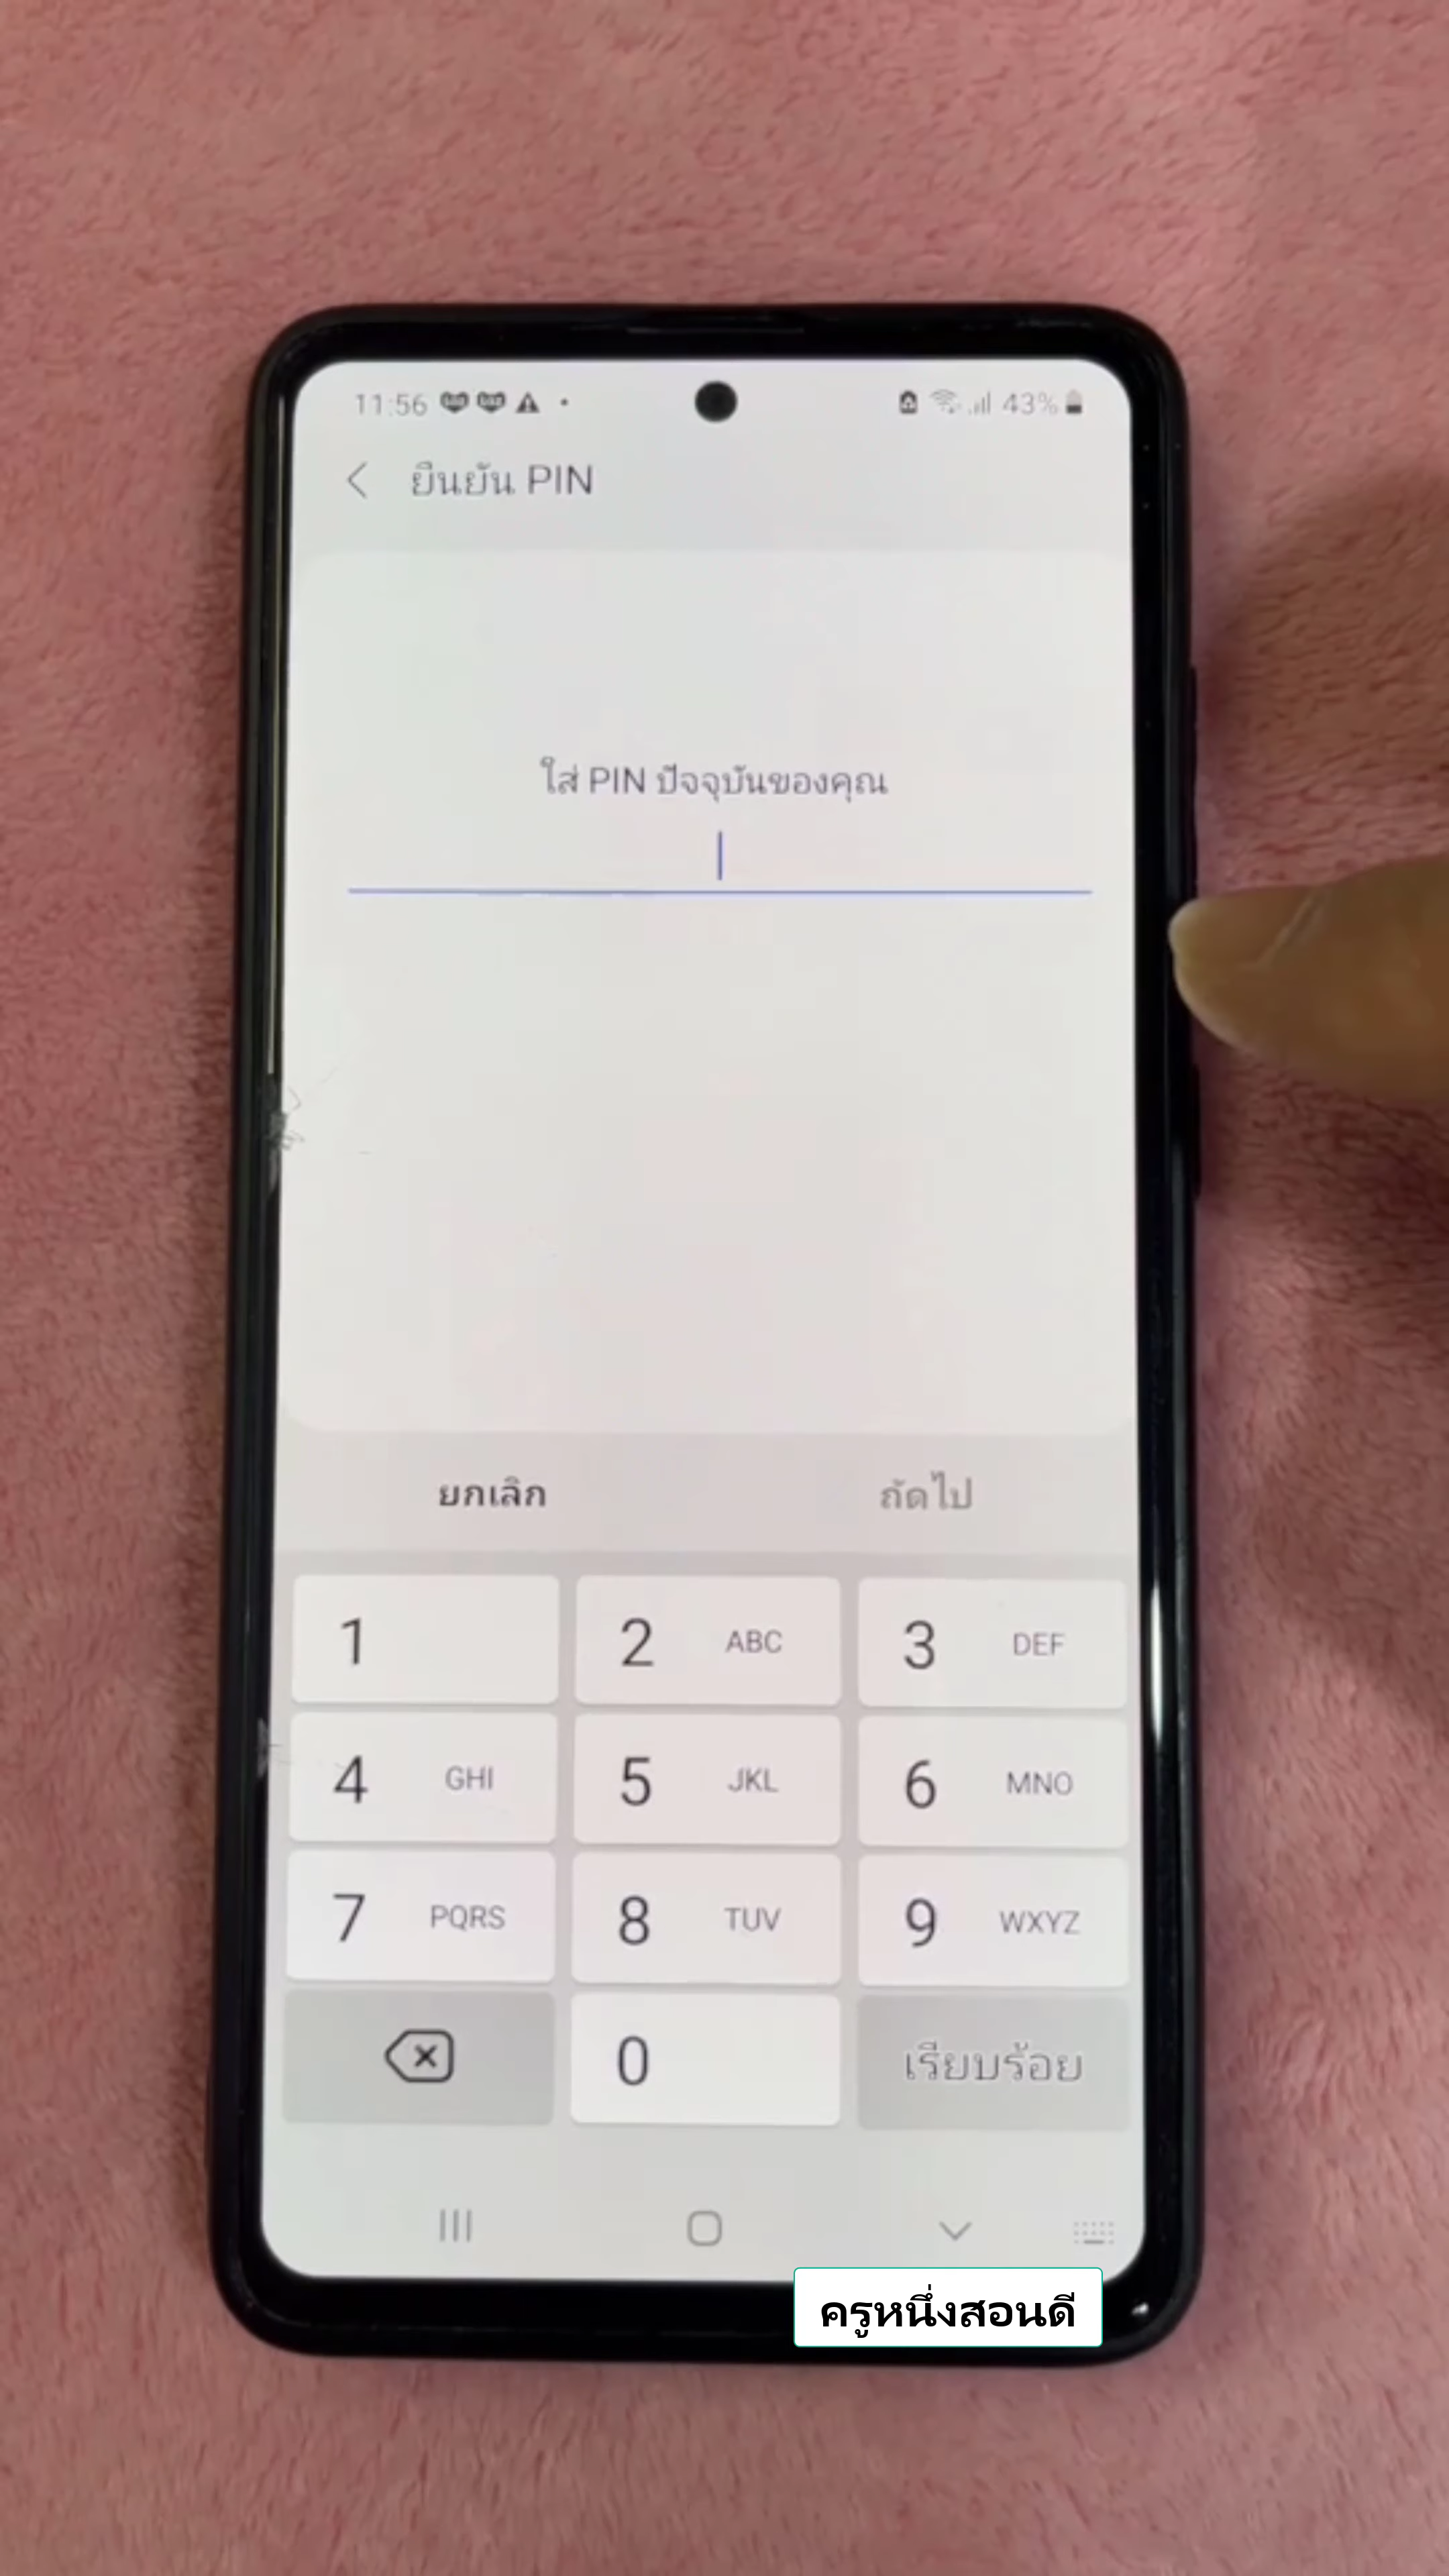 11:56
43%
ยืนยัน PIN
ใส่ PIN ปัจจุบันของคุณ
ยกเลิก ถัดไป
1 2 ABC 3 DEF
4 GHI 5 JKL 6 MNO
7 PQRS 8 TUV 9 WXYZ
0 เรียบร้อย
ครูหนึ่งสอนดี